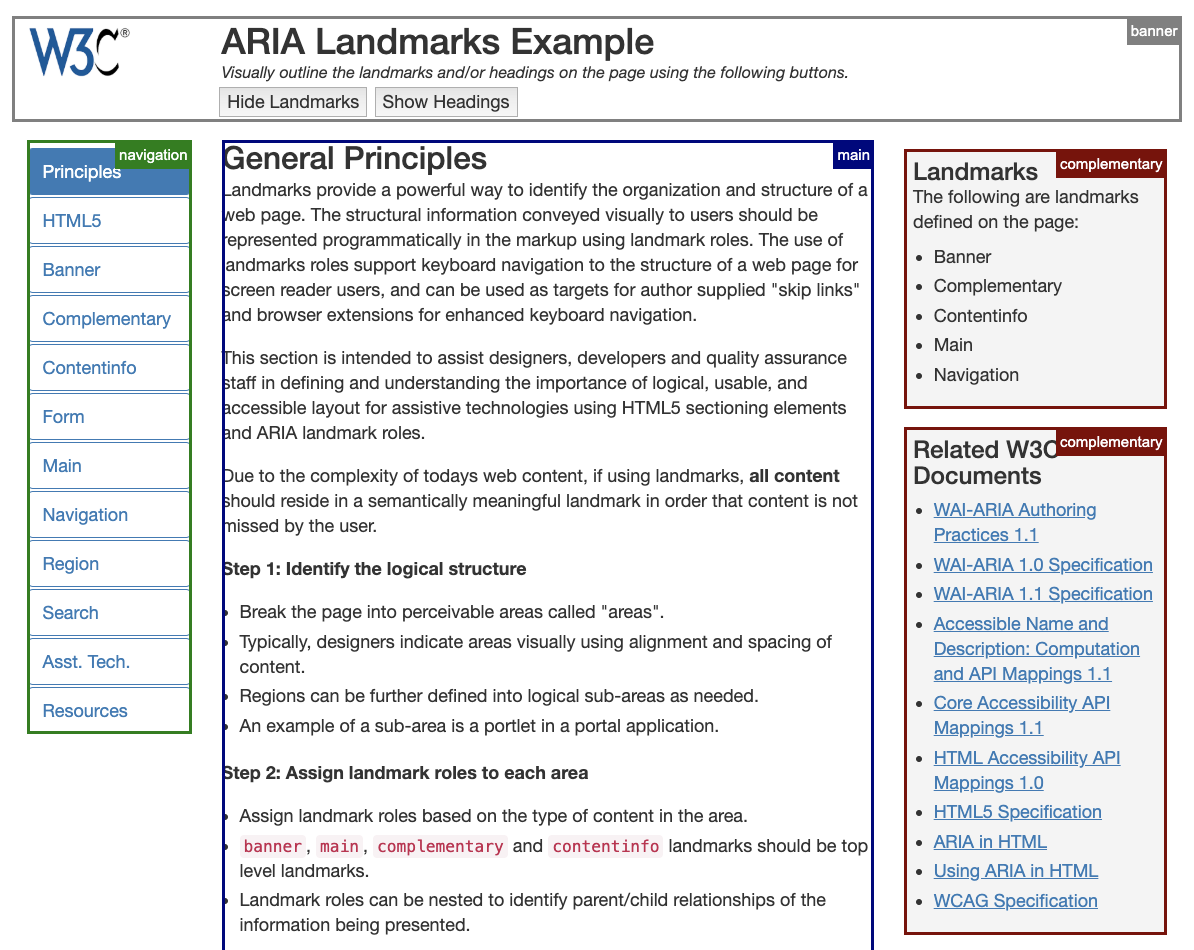 W3C®
ARIA Landmarks Example
banner
Visually outline the landmarks and/or headings on the page using the following buttons.
Hide Landmarks
Show Headings
navigation
Principles
HTML5
Banner
Complementary
Contentinfo
Form
Main
Navigation
Region
Search
Asst. Tech.
Resources
main
General Principles
Landmarks provide a powerful way to identify the organization and structure of a
web page. The structural information conveyed visually to users should be
represented programmatically in the markup using landmark roles. The use of
landmarks roles support keyboard navigation to the structure of a web page for
screen reader users, and can be used as targets for author supplied "skip links"
and browser extensions for enhanced keyboard navigation.
This section is intended to assist designers, developers and quality assurance
staff in defining and understanding the importance of logical, usable, and
accessible layout for assistive technologies using HTML5 sectioning elements
and ARIA landmark roles.
Due to the complexity of todays web content, if using landmarks, all content
should reside in a semantically meaningful landmark in order that content is not
missed by the user.
Step 1: Identify the logical structure
• Break the page into perceivable areas called "areas".
• Typically, designers indicate areas visually using alignment and spacing of
content.
• Regions can be further defined into logical sub-areas as needed.
• An example of a sub-area is a portlet in a portal application.
Step 2: Assign landmark roles to each area
• Assign landmark roles based on the type of content in the area.
• banner, main, complementary and contentinfo landmarks should be top
level landmarks.
• Landmark roles can be nested to identify parent/child relationships of the
information being presented.
complementary
Landmarks
The following are landmarks
defined on the page:
• Banner
• Complementary
• Contentinfo
• Main
• Navigation
complementary
Related W3C
Documents
• WAI-ARIA Authoring
Practices 1.1
• WAI-ARIA 1.0 Specification
• WAI-ARIA 1.1 Specification
• Accessible Name and
Description: Computation
and API Mappings 1.1
• Core Accessibility API
Mappings 1.1
• HTML Accessibility API
Mappings 1.0
• HTML5 Specification
• ARIA in HTML
• Using ARIA in HTML
• WCAG Specification